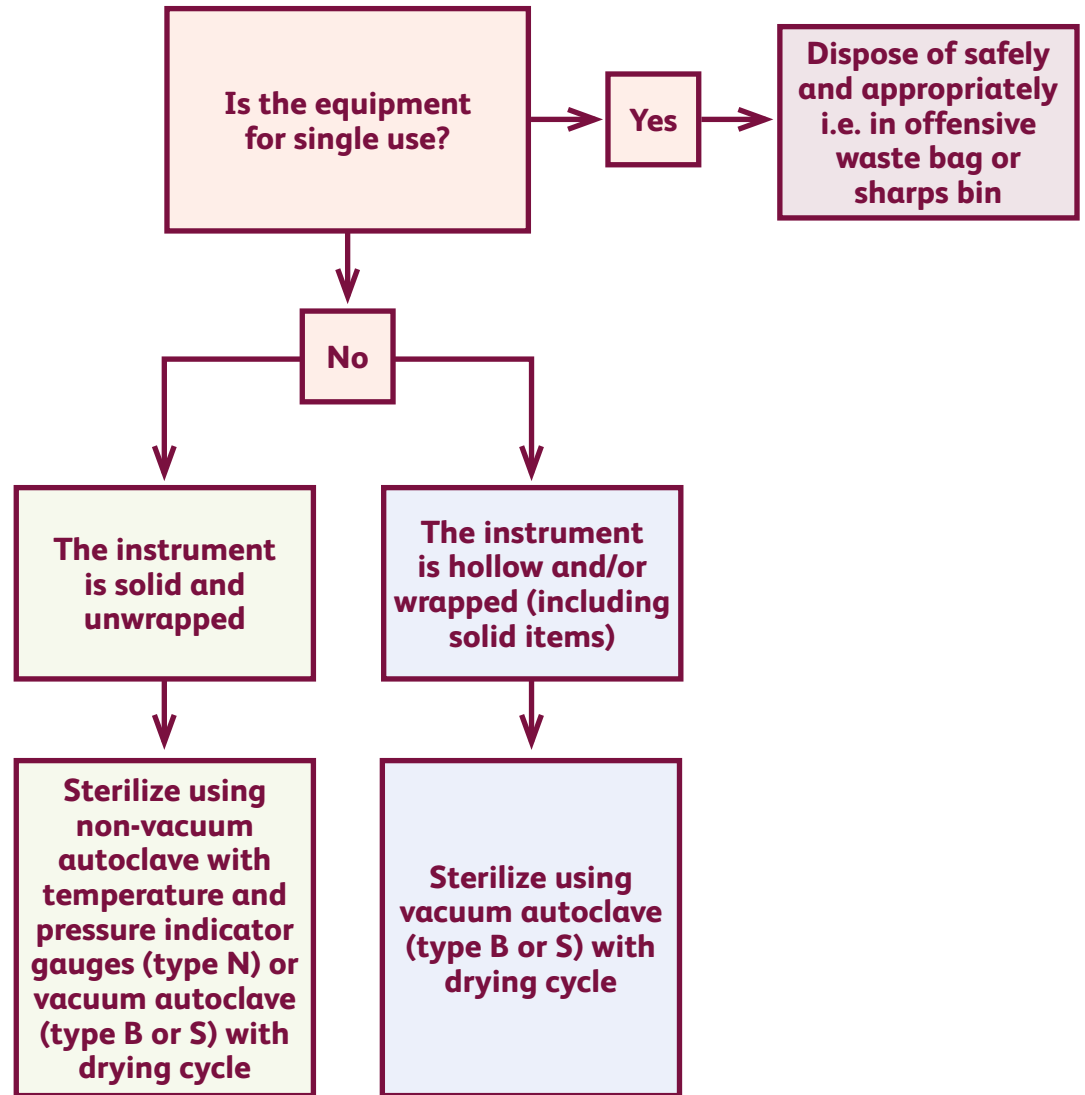 Is the equipment
for single use?
Yes
Dispose of safely
and appropriately
i.e. in offensive
waste bag or
sharps bin
No
The instrument
is solid and
unwrapped
The instrument
is hollow and/or
wrapped (including
solid items)
Sterilize using
non-vacuum
autoclave with
temperature and
pressure indicator
gauges (type N) or
vacuum autoclave
(type B or S) with
drying cycle
Sterilize using
vacuum autoclave
(type B or S) with
drying cycle